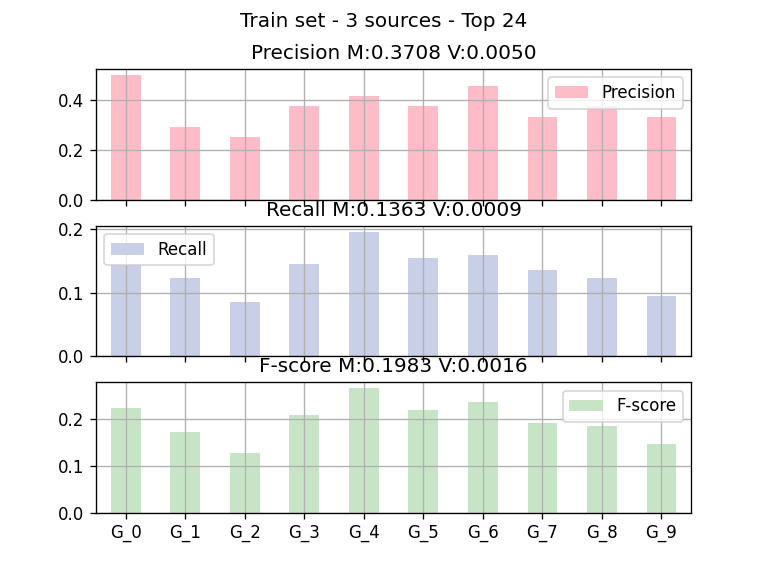 Train set - 3 sources - Top 24
Precision M:0.3708 V:0.0050
0.4
0.2
0.0
Precision
Recall M:0.1363 V:0.0009
0.2
0.1
0.0
Recall
F-score M:0.1983 V:0.0016
0.2
0.1
0.0
F-score
G_0 G_1 G_2 G_3 G_4 G_5 G_6 G_7 G_8 G_9